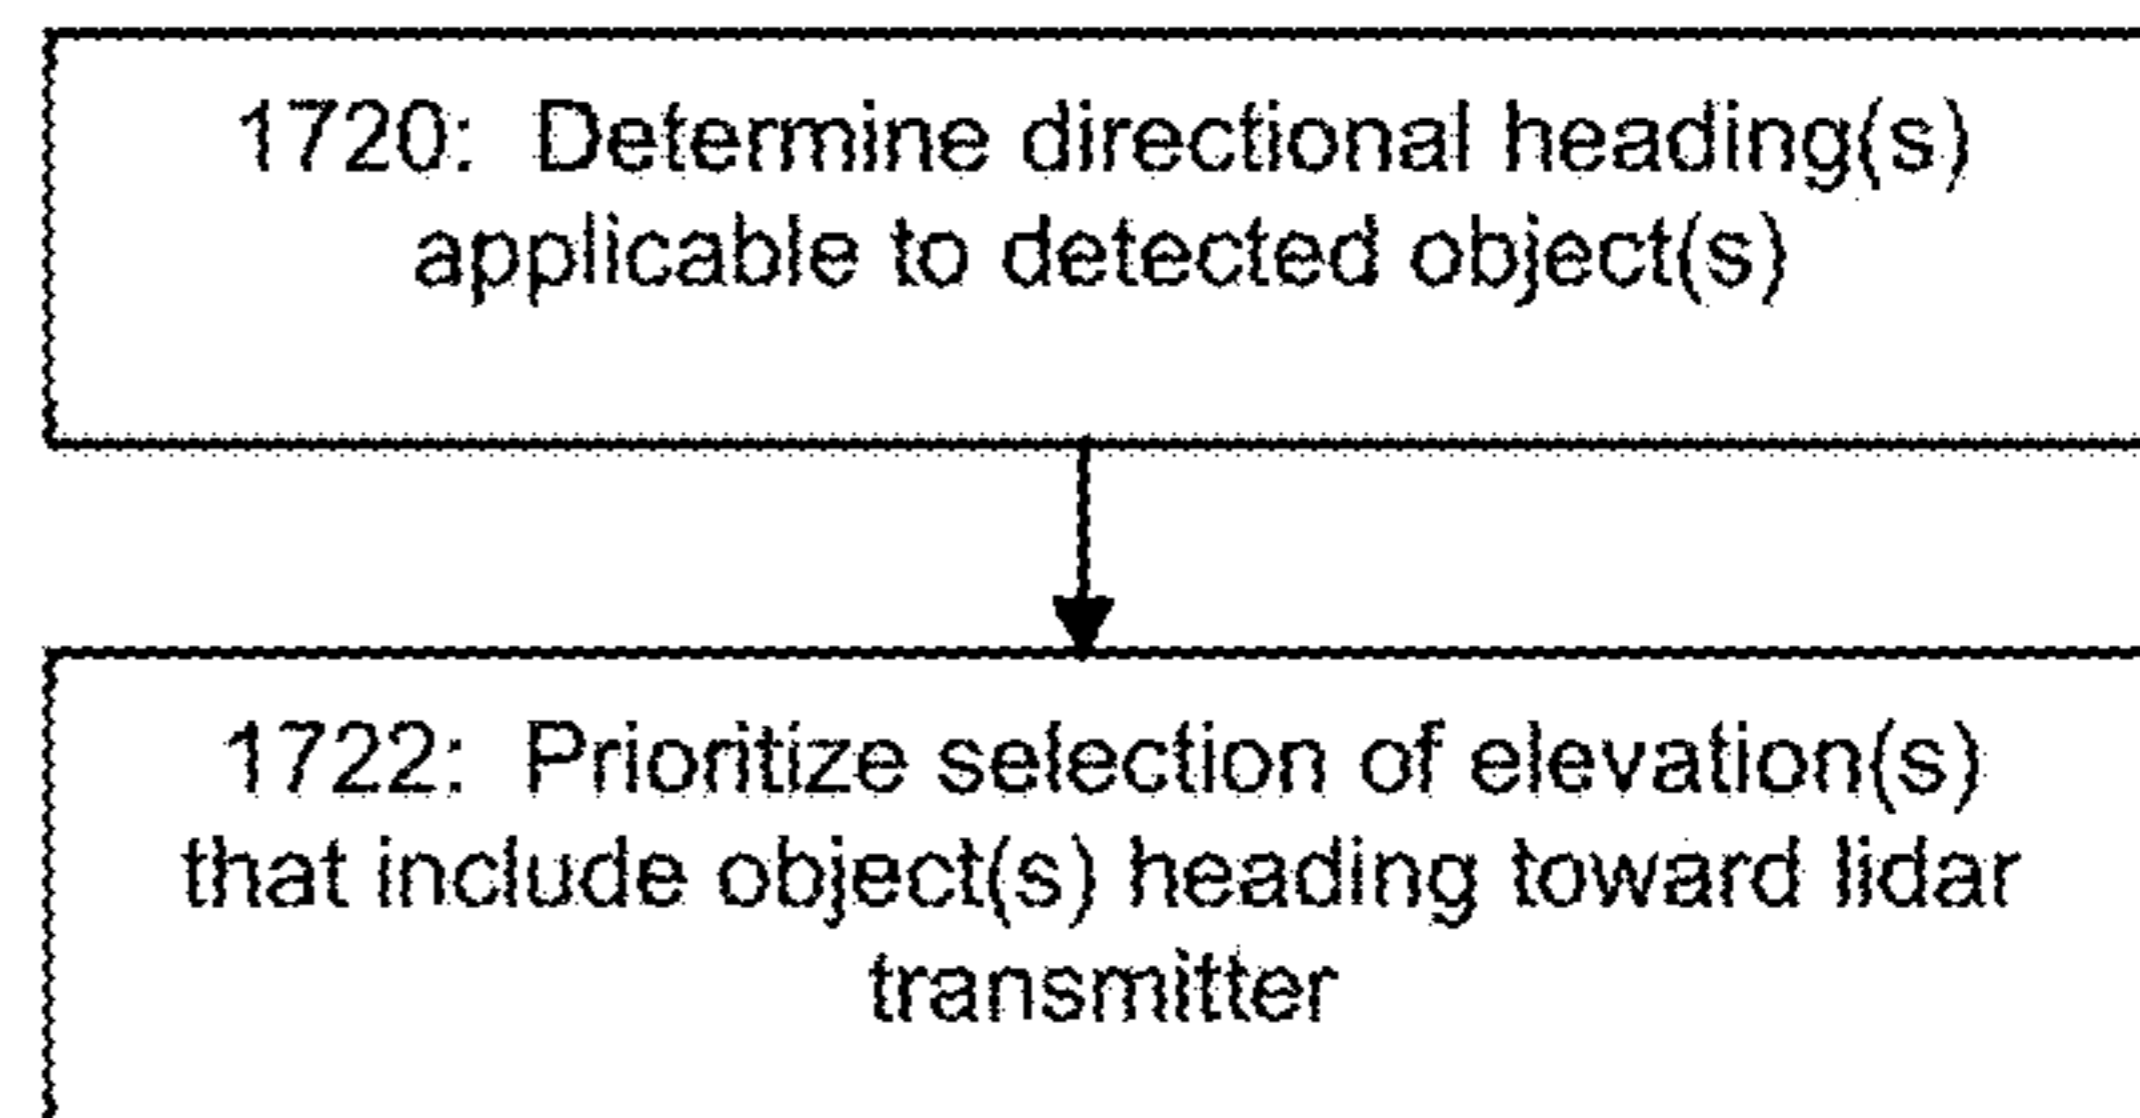 1720: Determine directional heading(s)
applicable to detected object(s)
1722: Prioritize selection of elevation(s)
that include object(s) heading toward lidar
transmitter